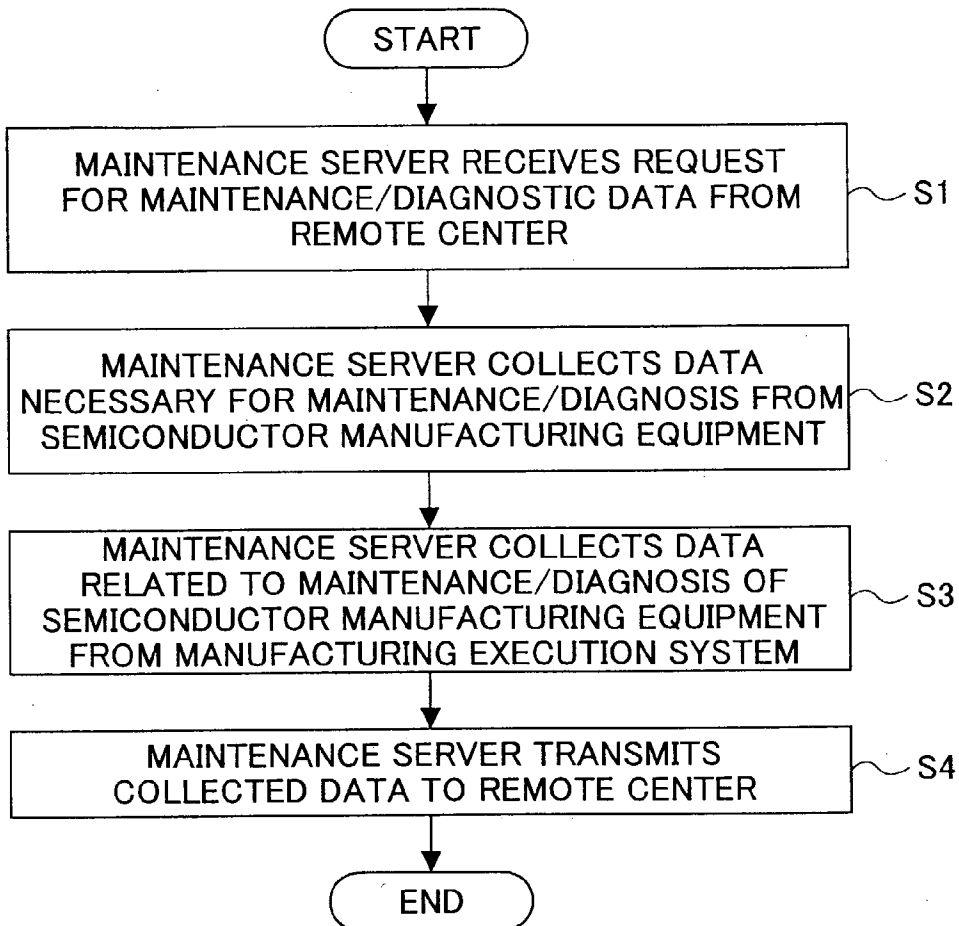 START
MAINTENANCE SERVER RECEIVES REQUEST
FOR MAINTENANCE/DIAGNOSTIC DATA FROM
REMOTE CENTER
S1
MAINTENANCE SERVER COLLECTS DATA
NECESSARY FOR MAINTENANCE/DIAGNOSIS FROM
SEMICONDUCTOR MANUFACTURING EQUIPMENT
S2
MAINTENANCE SERVER COLLECTS DATA
RELATED TO MAINTENANCE/DIAGNOSIS OF
SEMICONDUCTOR MANUFACTURING EQUIPMENT
FROM MANUFACTURING EXECUTION SYSTEM
S3
MAINTENANCE SERVER TRANSMITS
COLLECTED DATA TO REMOTE CENTER
S4
END